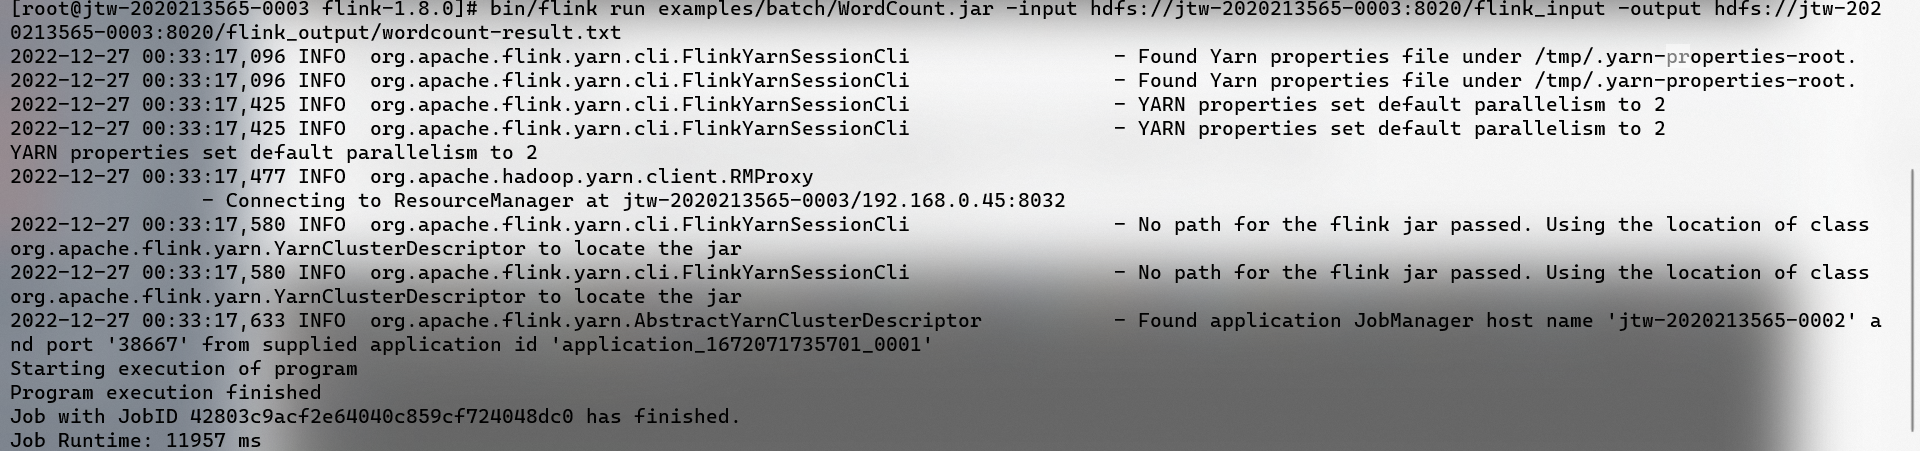 [root@jtw-2020213565-0003 flink-1.8.0]# bin/flink run examples/batch/WordCount.jar -input hdfs://jtw-2020213565-0003:8020/flink_input -output hdfs://jtw-202
0213565-0003:8020/flink_output/wordcount-result.txt
2022-12-27 00:33:17,096 INFO  org.apache.flink.yarn.cli.FlinkYarnSessionCli                 - Found Yarn properties file under /tmp/.yarn-properties-root.
2022-12-27 00:33:17,096 INFO  org.apache.flink.yarn.cli.FlinkYarnSessionCli                 - Found Yarn properties file under /tmp/.yarn-properties-root.
2022-12-27 00:33:17,425 INFO  org.apache.flink.yarn.cli.FlinkYarnSessionCli                 - YARN properties set default parallelism to 2
2022-12-27 00:33:17,425 INFO  org.apache.flink.yarn.cli.FlinkYarnSessionCli                 - YARN properties set default parallelism to 2
YARN properties set default parallelism to 2
2022-12-27 00:33:17,477 INFO  org.apache.hadoop.yarn.client.RMProxy
                - Connecting to ResourceManager at jtw-2020213565-0003/192.168.0.45:8032
2022-12-27 00:33:17,580 INFO  org.apache.flink.yarn.cli.FlinkYarnSessionCli                 - No path for the flink jar passed. Using the location of class
org.apache.flink.yarn.YarnClusterDescriptor to locate the jar
2022-12-27 00:33:17,580 INFO  org.apache.flink.yarn.cli.FlinkYarnSessionCli                 - No path for the flink jar passed. Using the location of class
org.apache.flink.yarn.YarnClusterDescriptor to locate the jar
2022-12-27 00:33:17,633 INFO  org.apache.flink.yarn.AbstractYarnClusterDescriptor           - Found application JobManager host name 'jtw-2020213565-0002' a
nd port '38667' from supplied application id 'application_1672071735701_0001'
Starting execution of program
Program execution finished
Job with JobID 42803c9acf2e64040c859cf724048dc0 has finished.
Job Runtime: 11957 ms